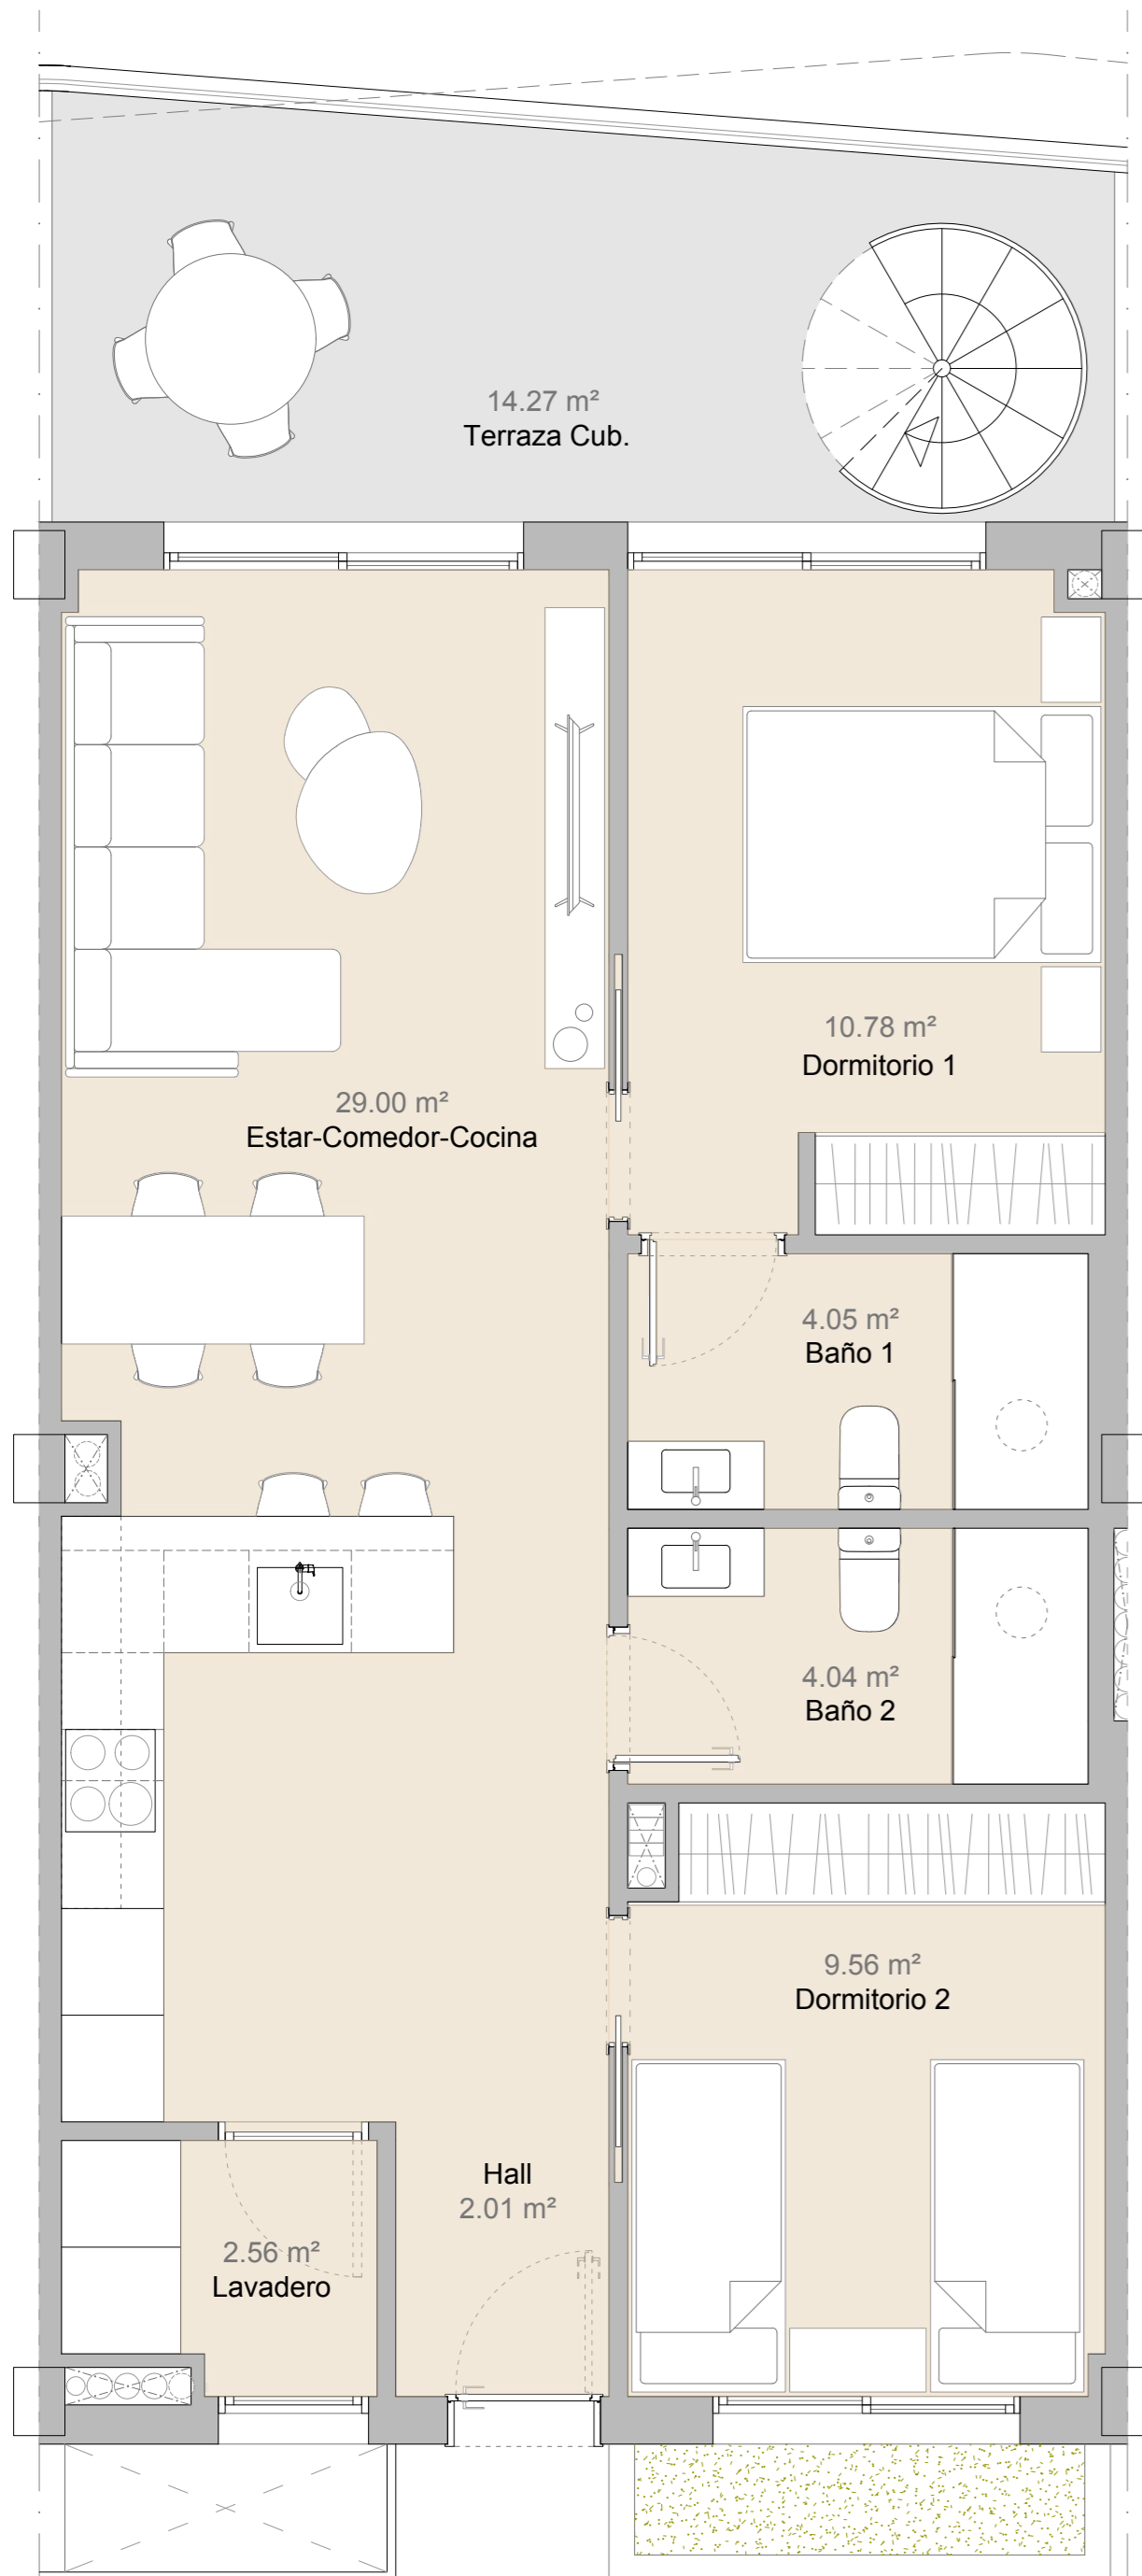 14.27 m²
Terraza Cub.
10.78 m²
Dormitorio 1
29.00 m²
Estar-Comedor-Cocina
4.05 m²
Baño 1
4.04 m²
Baño 2
9.56 m²
Dormitorio 2
Hall
2.01 m²
2.56 m²
Lavadero